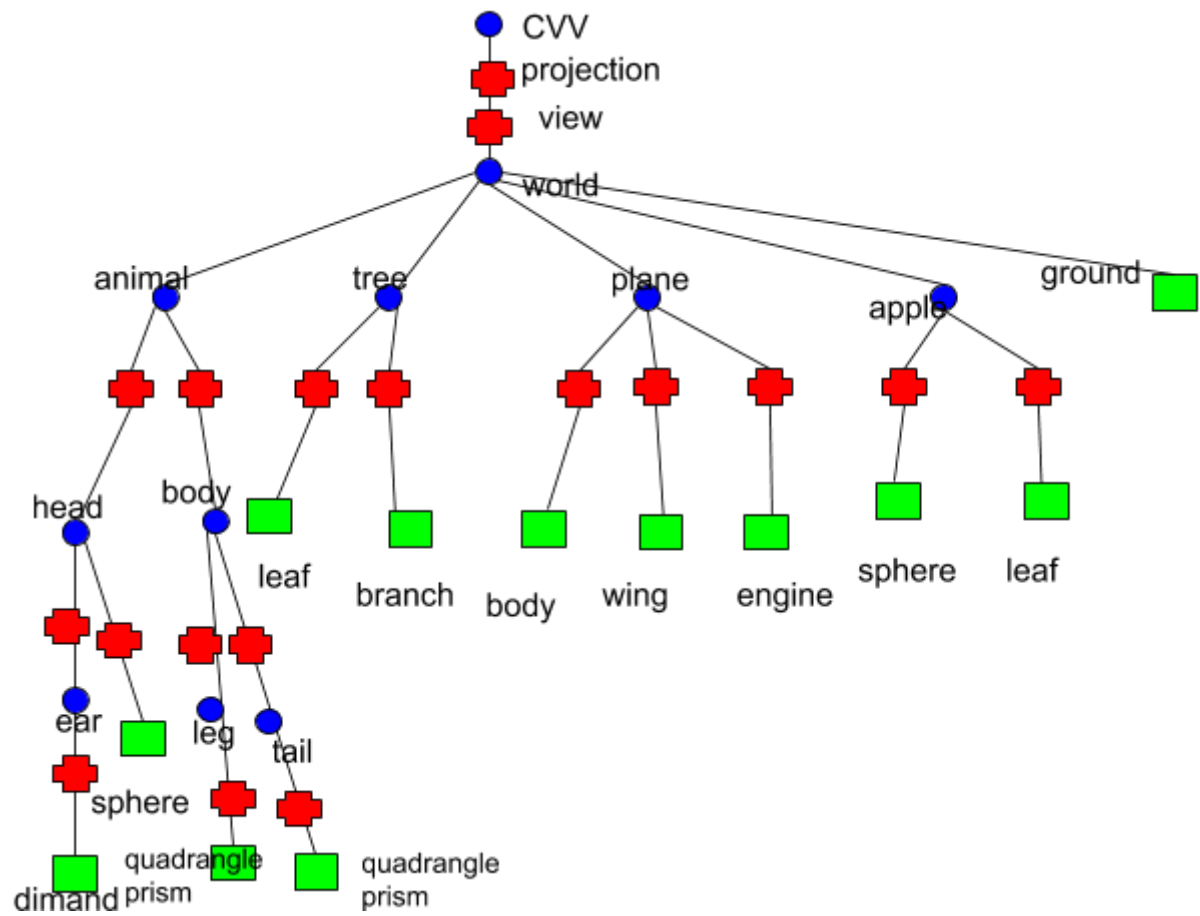 CVV
projection
view
world
animal
tree
plane
apple
ground
head
body
leaf
branch
body
wing
engine
sphere
leaf
ear
leg
tail
sphere
dimand
quadrangle
prism
quadrangle
prism